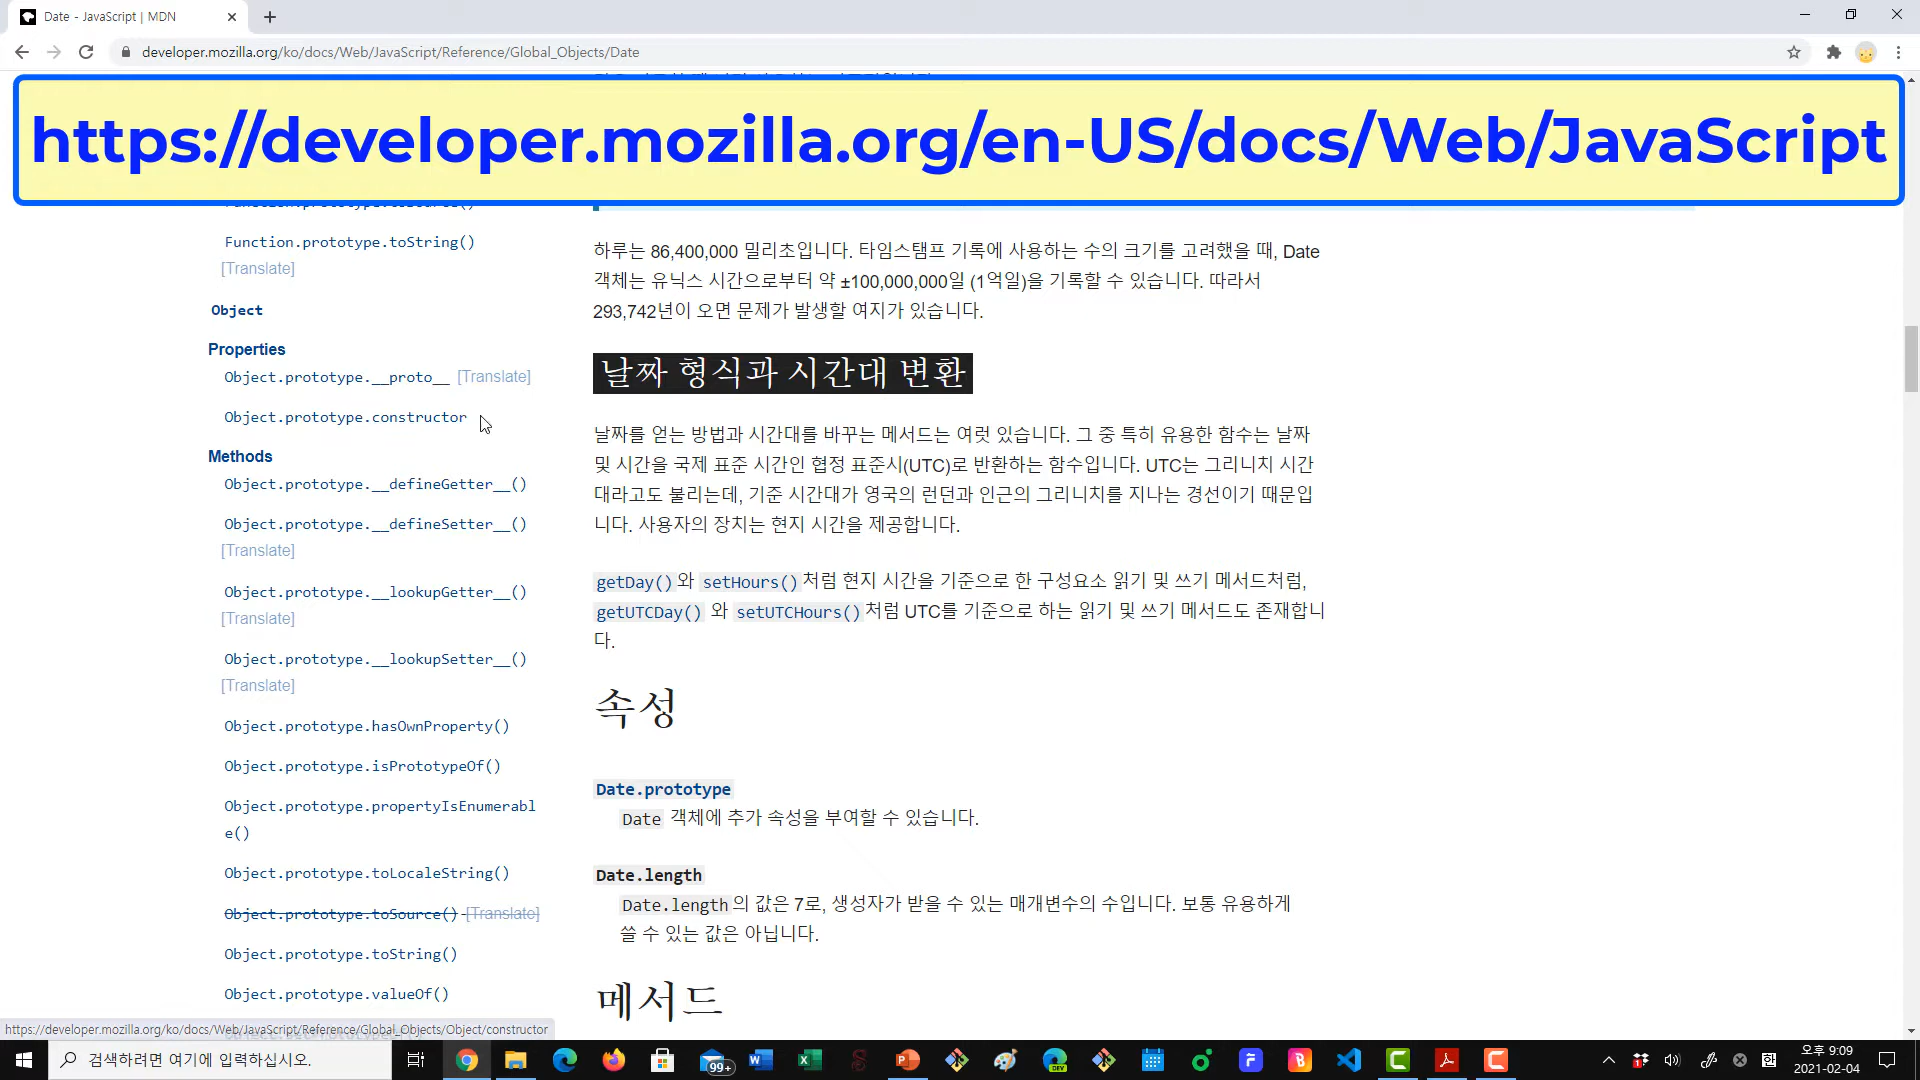 Date - JavaScript | MDN
developer.mozilla.org/ko/docs/Web/JavaScript/Reference/Global_Objects/Date
https://developer.mozilla.org/en-US/docs/Web/JavaScript
Function.prototype.toString()
[Translate]
Object
Properties
Object.prototype.__proto__ [Translate]
Object.prototype.constructor
Methods
Object.prototype.__defineGetter__()
Object.prototype.__defineSetter__()
[Translate]
Object.prototype.__lookupGetter__()
[Translate]
Object.prototype.__lookupSetter__()
[Translate]
Object.prototype.hasOwnProperty()
Object.prototype.isPrototypeOf()
Object.prototype.propertyIsEnumerabl
e()
Object.prototype.toLocaleString()
Object.prototype.toSource() [Translate]
Object.prototype.toString()
Object.prototype.valueOf()
하루는 86,400,000 밀리초입니다. 타임스탬프 기록에 사용하는 수의 크기를 고려했을 때, Date
객체는 유닉스 시간으로부터 약 ±100,000,000일 (1억일)을 기록할 수 있습니다. 따라서
293,742년이 오면 문제가 발생할 여지가 있습니다.
날짜 형식과 시간대 변환
날짜를 얻는 방법과 시간대를 바꾸는 메서드는 여럿 있습니다. 그 중 특히 유용한 함수는 날짜
및 시간을 국제 표준 시간인 협정 표준시(UTC)로 반환하는 함수입니다. UTC는 그리니치 시간
대라고도 불리는데, 기준 시간대가 영국의 런던과 인근의 그리니치를 지나는 경선이기 때문입
니다. 사용자의 장치는 현지 시간을 제공합니다.
getDay()와 setHours()처럼 현지 시간을 기준으로 한 구성요소 읽기 및 쓰기 메서드처럼,
getUTCDay() 와 setUTCHours()처럼 UTC를 기준으로 하는 읽기 및 쓰기 메서드도 존재합니
다.
속성
Date.prototype
Date 객체에 추가 속성을 부여할 수 있습니다.
Date.length
Date.length의 값은 7로, 생성자가 받을 수 있는 매개변수의 수입니다. 보통 유용하게
쓸 수 있는 값은 아닙니다.
메서드
https://developer.mozilla.org/ko/docs/Web/JavaScript/Reference/Global_Objects/Object/constructor
검색하려면 여기에 입력하십시오.
99+
DEV
한
오후 9:09
2021-02-04